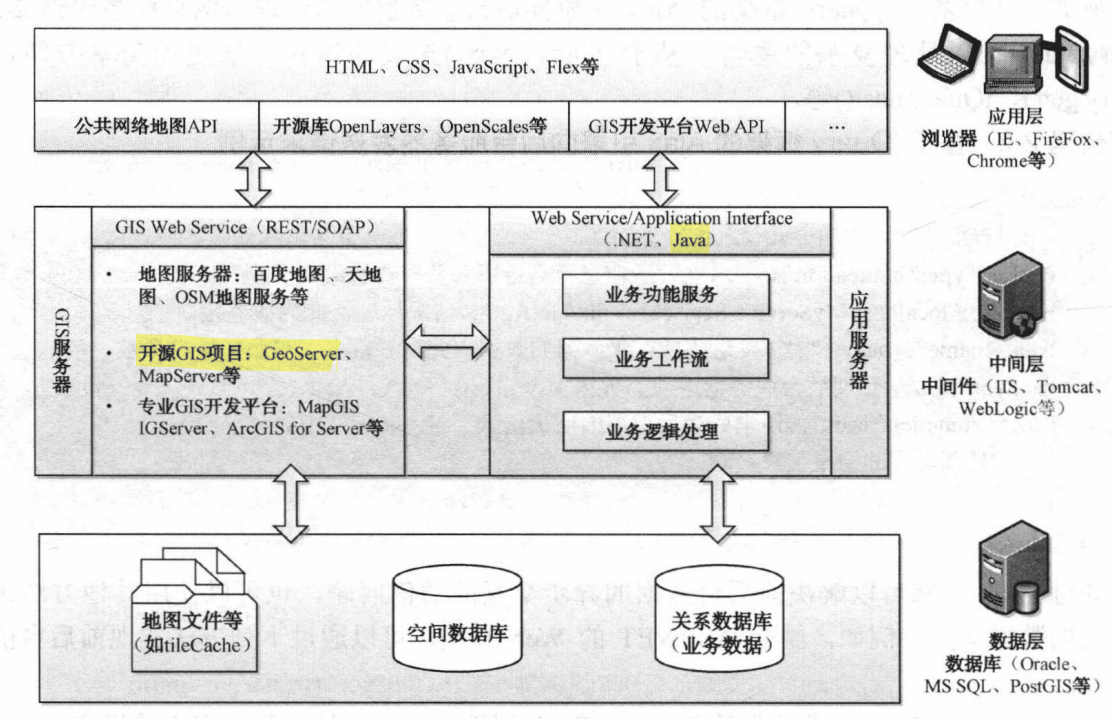 HTML、CSS、JavaScript、Flex等
公共网络地图API
开源库OpenLayers、OpenScales等
GIS开发平台Web API
…
应用层
浏览器（IE、FireFox、
Chrome等）
GIS服务器
GIS Web Service（REST/SOAP）
• 地图服务器：百度地图、天地
图、OSM地图服务等
• 开源GIS项目：GeoServer、
MapServer等
• 专业GIS开发平台：MapGIS
IGServer、ArcGIS for Server等
Web Service/Application Interface
（.NET、Java）
业务功能服务
业务工作流
业务逻辑处理
应用服务器
中间层
中间件（IIS、Tomcat、
WebLogic等）
地图文件等
（如tileCache）
空间数据库
关系数据库
（业务数据）
数据层
数据库（Oracle、
MS SQL、PostGIS等）